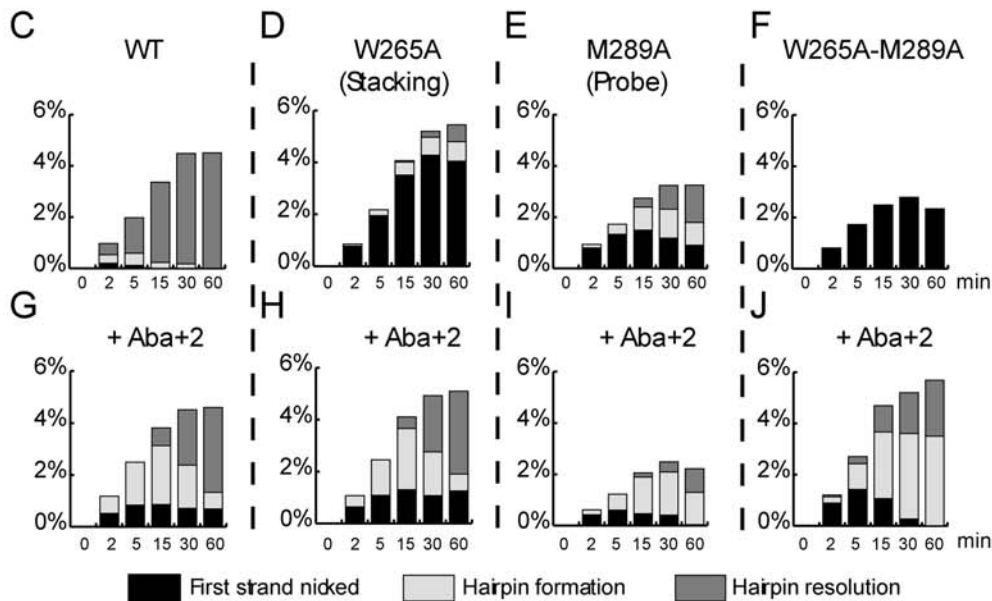 C D E F
WT W265A M289A W265A-M289A
(Stacking) (Probe)
6% 6% 6% 6%
4% 4% 4% 4%
2% 2% 2% 2%
0% 0% 0% 0%
0 2 5 15 30 60 0 2 5 15 30 60 0 2 5 15 30 60 0 2 5 15 30 60 min
G H I J
+ Aba+2 + Aba+2 + Aba+2 + Aba+2
6% 6% 6% 6%
4% 4% 4% 4%
2% 2% 2% 2%
0% 0% 0% 0%
0 2 5 15 30 60 0 2 5 15 30 60 0 2 5 15 30 60 0 2 5 15 30 60 min
First strand nicked Hairpin formation Hairpin resolution